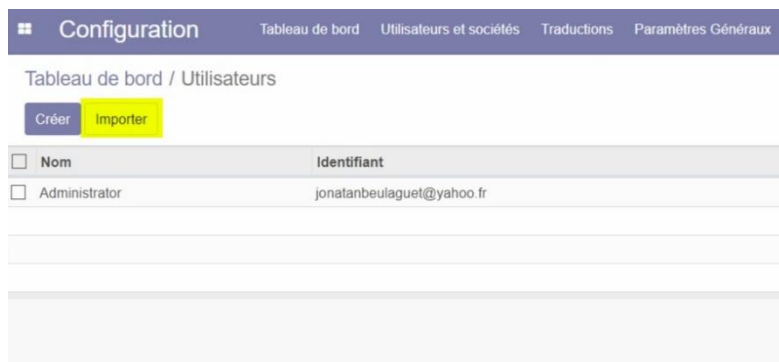 Configuration Tableau de bord Utilisateurs et sociétés Traductions Paramètres Généraux
Tableau de bord / Utilisateurs
Créer Importer
Nom Identifiant
Administrator jonatanbeulaguet@yahoo.fr